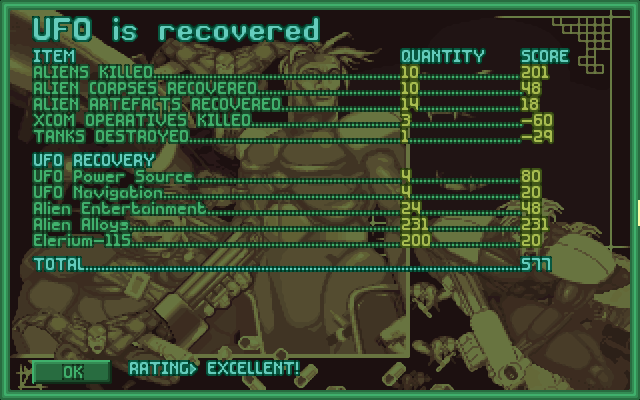 UFO is recovered
ITEM QUANTITY SCORE
ALIENS KILLED 10 201
ALIEN CORPSES RECOVERED 10 48
ALIEN ARTEFACTS RECOVERED 14 18
XCOM OPERATIVES KILLED 3 -60
TANKS DESTROYED 1 -29
UFO RECOVERY
UFO Power Source 4 80
UFO Navigation 4 20
Alien Entertainment 24 48
Alien Alloys 231 231
Elerium-115 200 20
TOTAL 577
OK RATING> EXCELLENT!